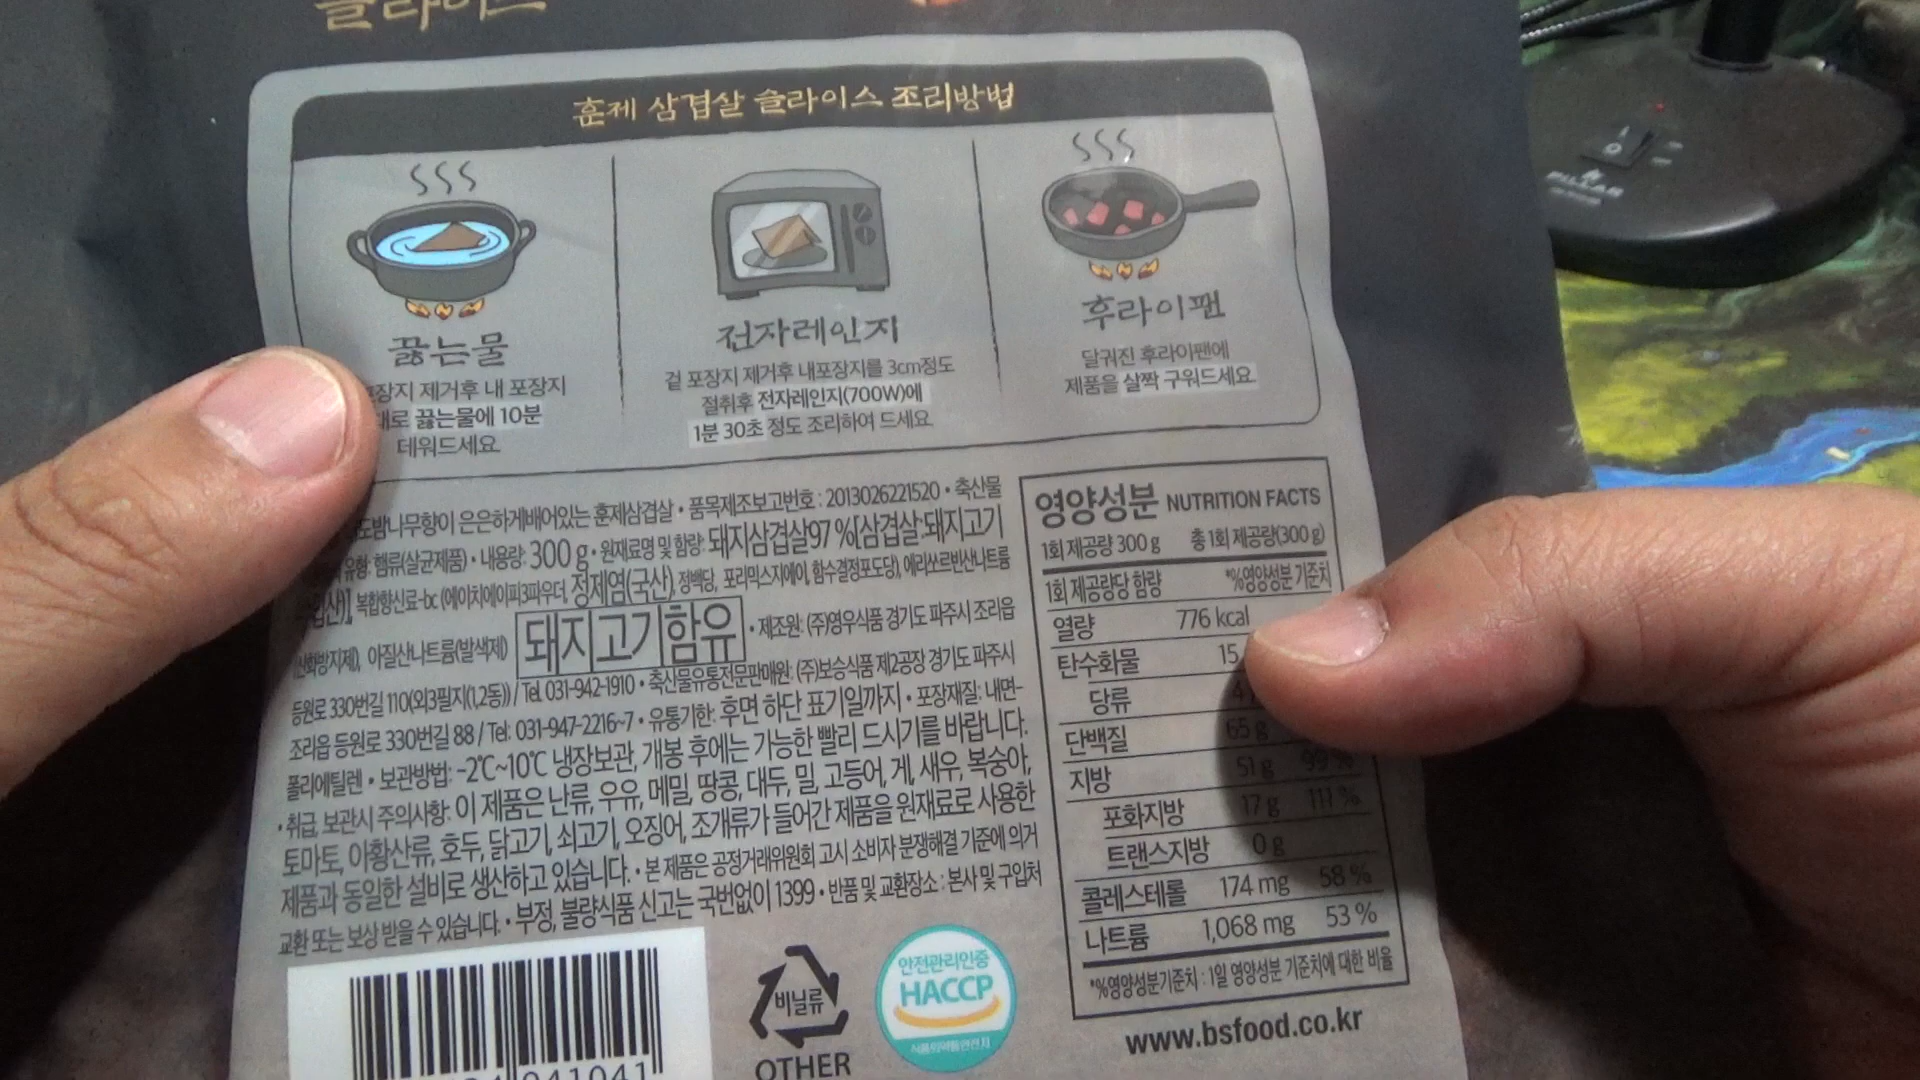 슬라이스
훈제 삼겹살 슬라이스 조리방법
끓는물
장지 제거후 내 포장지
대로 끓는물에 10분
데워드세요
전자레인지
겉 포장지 제거후 내포장지를 3cm정도
절취후 전자레인지(700W)에
1분 30초 정도 조리하여 드세요
후라이팬
달궈진 후라이팬에
제품을 살짝 구워드세요
밤나무향이 은은하게배어있는 훈제삼겹살 • 품목제조보고번호 : 2013026221520 • 축산물
유형: 햄류(살균제품) • 내용량: 300 g • 원재료명 및 함량: 돼지삼겹살97 %[삼겹살:돼지고기
복합향신료-bc (에이치에이피3파우더, 정제염(국산), 정백당, 포리믹스지에이, 함수결정포도당), 에리쏘르빈산나트륨
(산화방지제), 아질산나트륨(발색제) 돼지고기함유 • 제조원: (주)영우식품 경기도 파주시 조리읍
등원로 330번길 110(외3필지(1,2동)) / Tel. 031-942-1910 • 축산물유통전문판매원: (주)보승식품 제2공장 경기도 파주시
조리읍 등원로 330번길 88 / Tel: 031-947-2216~7 • 유통기한: 후면 하단 표기일까지 • 포장재질: 내면-
폴리에틸렌 • 보관방법: -2℃~10℃ 냉장보관, 개봉 후에는 가능한 빨리 드시기를 바랍니다.
• 취급, 보관시 주의사항: 이 제품은 난류, 우유, 메밀, 땅콩, 대두, 밀, 고등어, 게, 새우, 복숭아,
토마토, 아황산류, 호두, 닭고기, 쇠고기, 오징어, 조개류가 들어간 제품을 원재료로 사용한
제품과 동일한 설비로 생산하고 있습니다. • 본 제품은 공정거래위원회 고시 소비자 분쟁해결 기준에 의거
교환 또는 보상 받을 수 있습니다. • 부정, 불량식품 신고는 국번없이 1399 • 반품 및 교환장소 : 본사 및 구입처
영양성분 NUTRITION FACTS
1회 제공량 300 g 총 1회 제공량(300 g)
1회 제공량당 함량 *%영양성분 기준치
열량 776 kcal
탄수화물 15
당류 4
단백질 65 g
지방 51 g 99 %
포화지방 17 g 111 %
트랜스지방 0 g
콜레스테롤 174 mg 58 %
나트륨 1,068 mg 53 %
*%영양성분기준치 : 1일 영양성분 기준치에 대한 비율
www.bsfood.co.kr
비닐류
OTHER
안전관리인증
HACCP
식품의약품안전처
041041
PILLAR